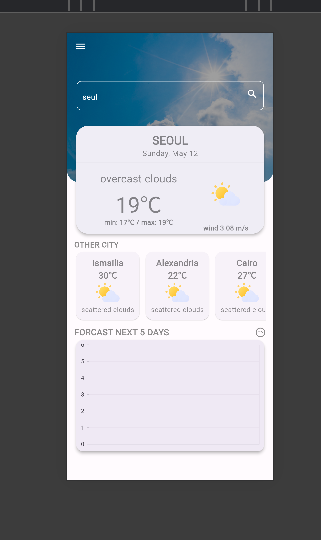 seul
SEOUL
Sunday, May 12
overcast clouds
19℃
min: 17℃ / max: 19℃
wind 3.06 m/s
OTHER CITY
Ismailia
30℃
scattered clouds
Alexandria
22℃
scattered clouds
Cairo
27℃
scattered clou
FORCAST NEXT 5 DAYS
6
5
4
3
2
1
0